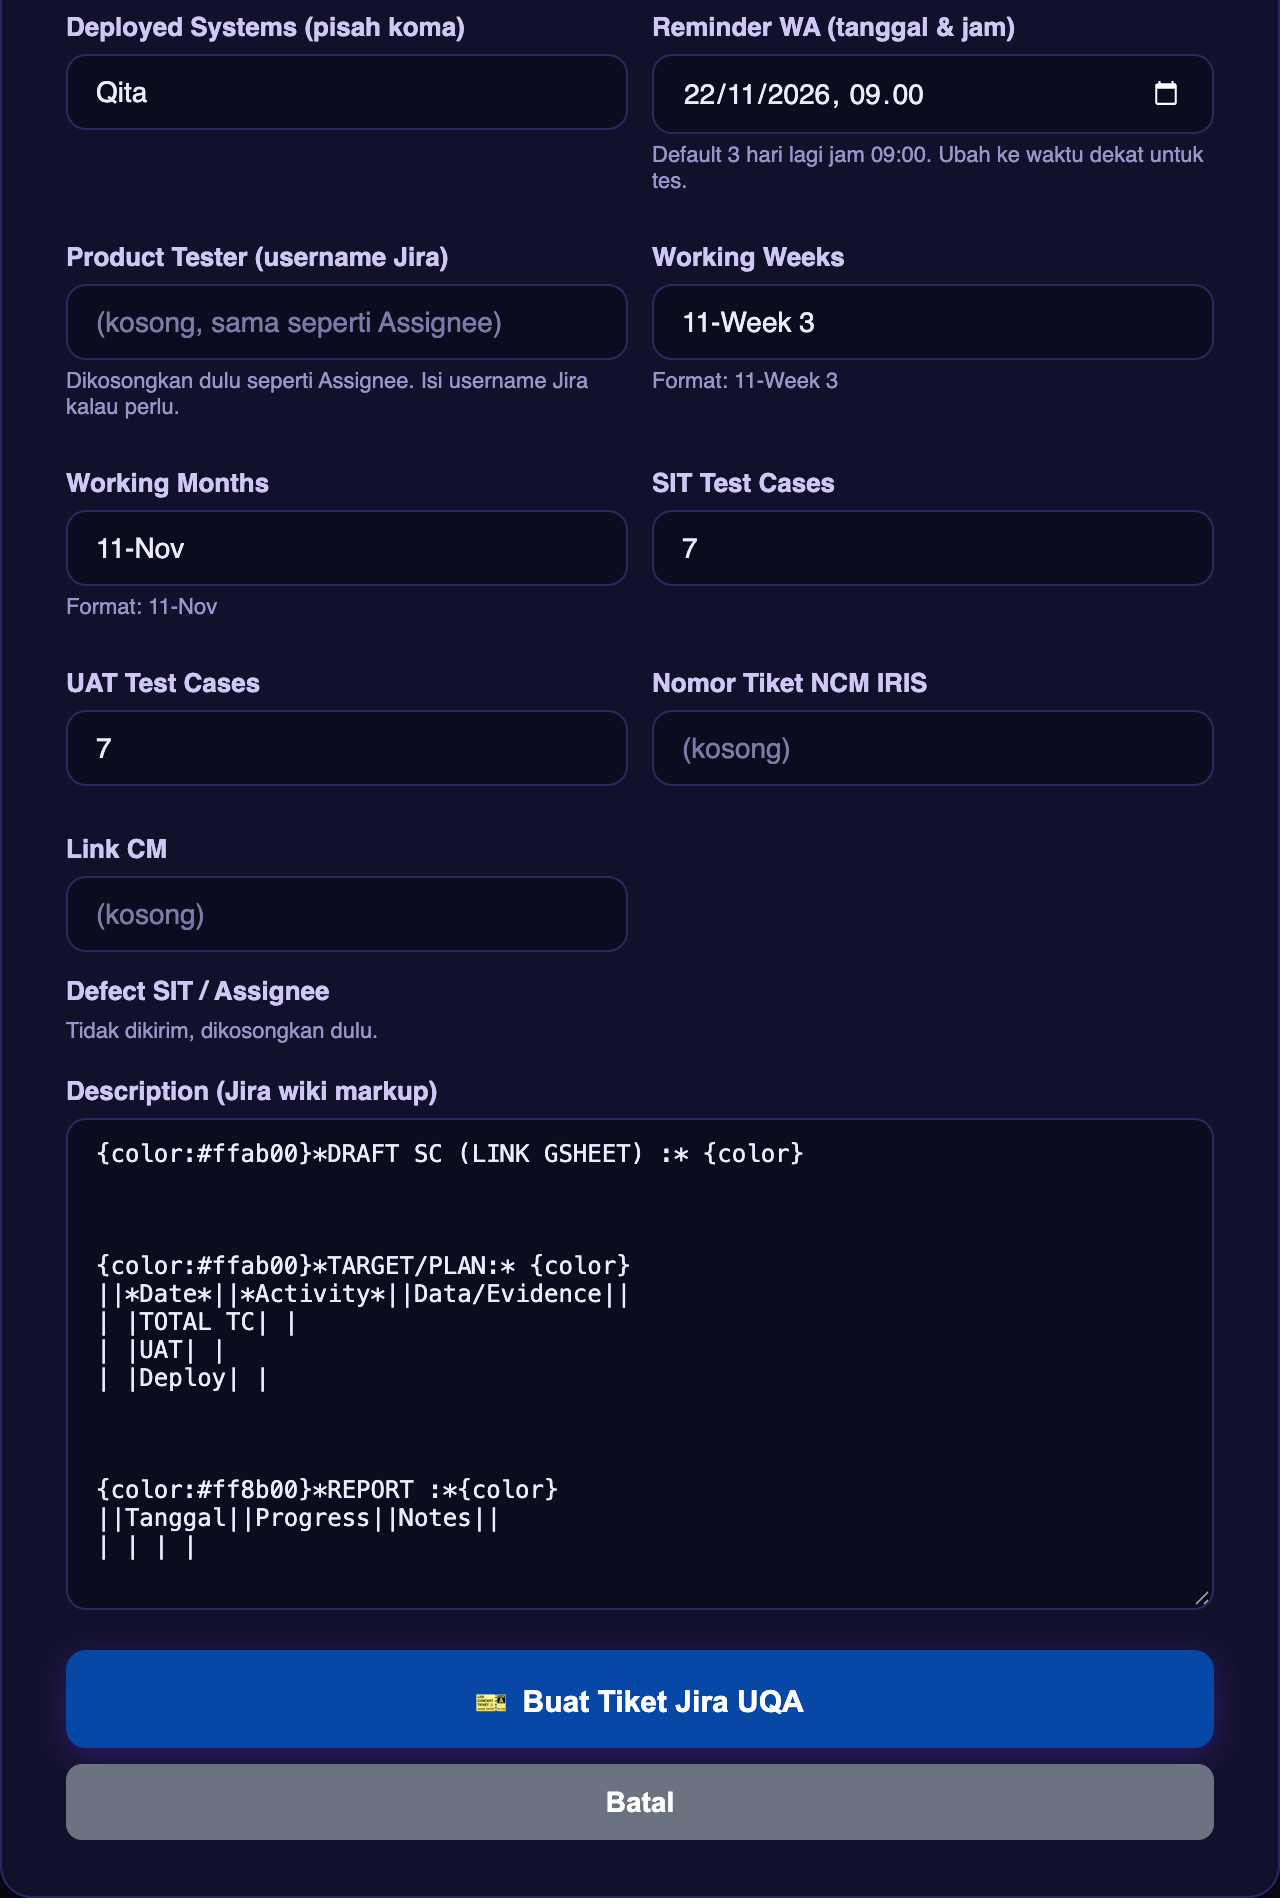 Deployed Systems (pisah koma)
Qita
Reminder WA (tanggal & jam)
22/11/2026, 09.00
Default 3 hari lagi jam 09:00. Ubah ke waktu dekat untuk
tes.
Product Tester (username Jira)
(kosong, sama seperti Assignee)
Dikosongkan dulu seperti Assignee. Isi username Jira
kalau perlu.
Working Weeks
11-Week 3
Format: 11-Week 3
Working Months
11-Nov
Format: 11-Nov
SIT Test Cases
7
UAT Test Cases
7
Nomor Tiket NCM IRIS
(kosong)
Link CM
(kosong)
Defect SIT / Assignee
Tidak dikirim, dikosongkan dulu.
Description (Jira wiki markup)
{color:#ffab00}*DRAFT SC (LINK GSHEET) :* {color}
{color:#ffab00}*TARGET/PLAN:* {color}
||*Date*||*Activity*||Data/Evidence||
| |TOTAL TC| |
| |UAT| |
| |Deploy| |
{color:#ff8b00}*REPORT :*{color}
||Tanggal||Progress||Notes||
| | | |
Buat Tiket Jira UQA
Batal